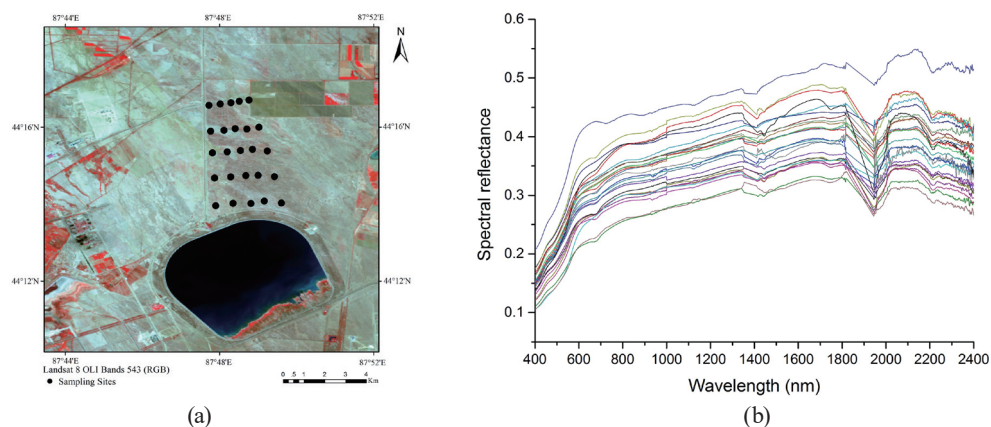 87°44'E 87°48'E 87°52'E
N
44°16'N 44°16'N
44°12'N 44°12'N
87°44'E 87°48'E 87°52'E
Landsat 8 OLI Bands 543 (RGB)
● Sampling Sites
0 .5 1 2 3 4
Km
(a)
0.6
0.5
0.4
0.3
0.2
0.1
Spectral reflectance
400 600 800 1000 1200 1400 1600 1800 2000 2200 2400
Wavelength (nm)
(b)